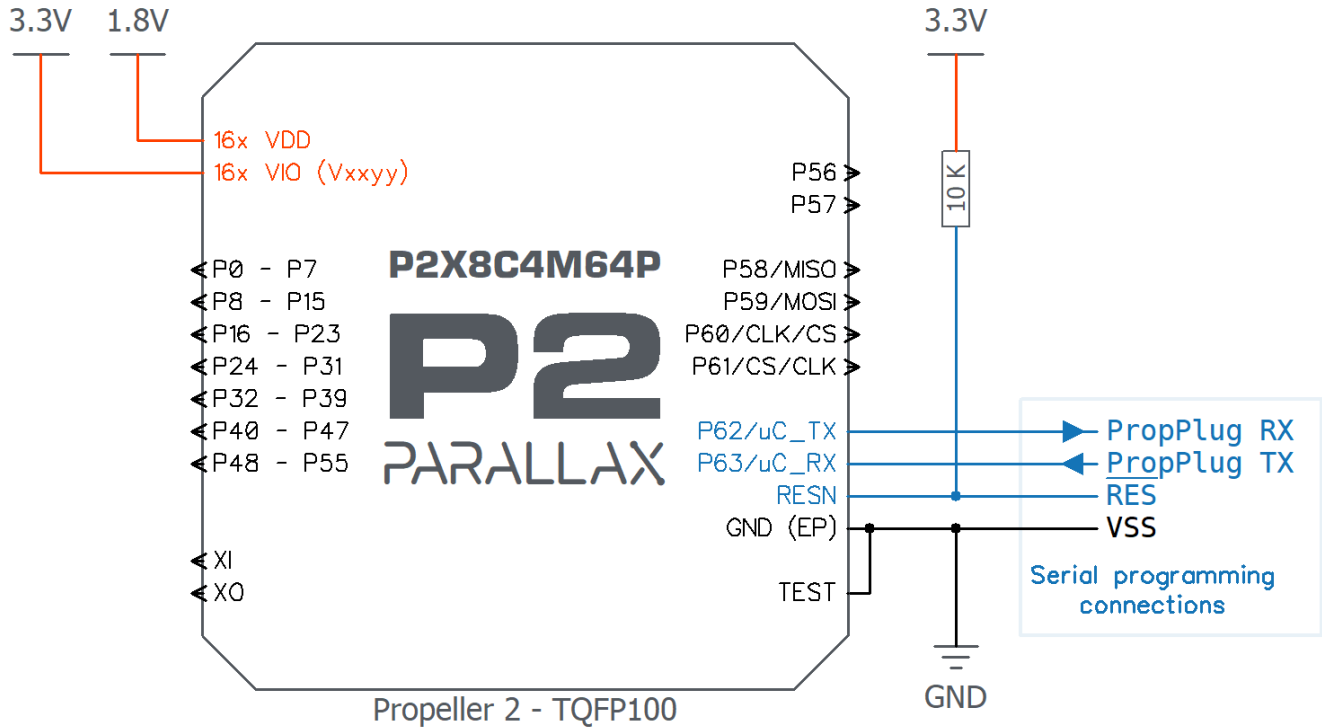 3.3V 1.8V 3.3V
16x VDD
16x VIO (Vxxyy)
P56
P57
10 K
P0 - P7
P8 - P15
P16 - P23
P24 - P31
P32 - P39
P40 - P47
P48 - P55
XI
XO
P2X8C4M64P
P2
PARALLAX
P58/MISO
P59/MOSI
P60/CLK/CS
P61/CS/CLK
P62/uC_TX
P63/uC_RX
RESN
GND (EP)
TEST
PropPlug RX
PropPlug TX
RES
VSS
Serial programming
connections
GND
Propeller 2 - TQFP100